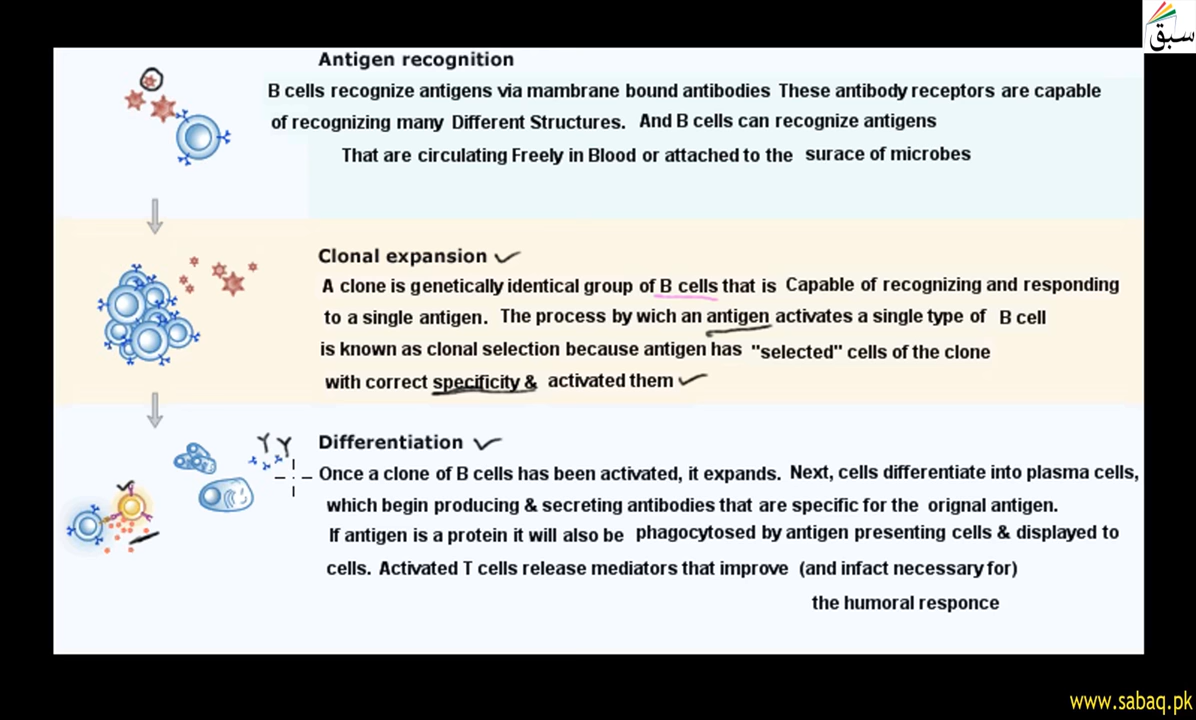 سبق
Antigen recognition
B cells recognize antigens via mambrane bound antibodies These antibody receptors are capable
of recognizing many Different Structures. And B cells can recognize antigens
That are circulating Freely in Blood or attached to the surace of microbes
Clonal expansion
A clone is genetically identical group of B cells that is Capable of recognizing and responding
to a single antigen. The process by wich an antigen activates a single type of B cell
is known as clonal selection because antigen has "selected" cells of the clone
with correct specificity & activated them
Differentiation
Once a clone of B cells has been activated, it expands. Next, cells differentiate into plasma cells,
which begin producing & secreting antibodies that are specific for the orignal antigen.
If antigen is a protein it will also be phagocytosed by antigen presenting cells & displayed to
cells. Activated T cells release mediators that improve (and infact necessary for)
the humoral responce
www.sabaq.pk